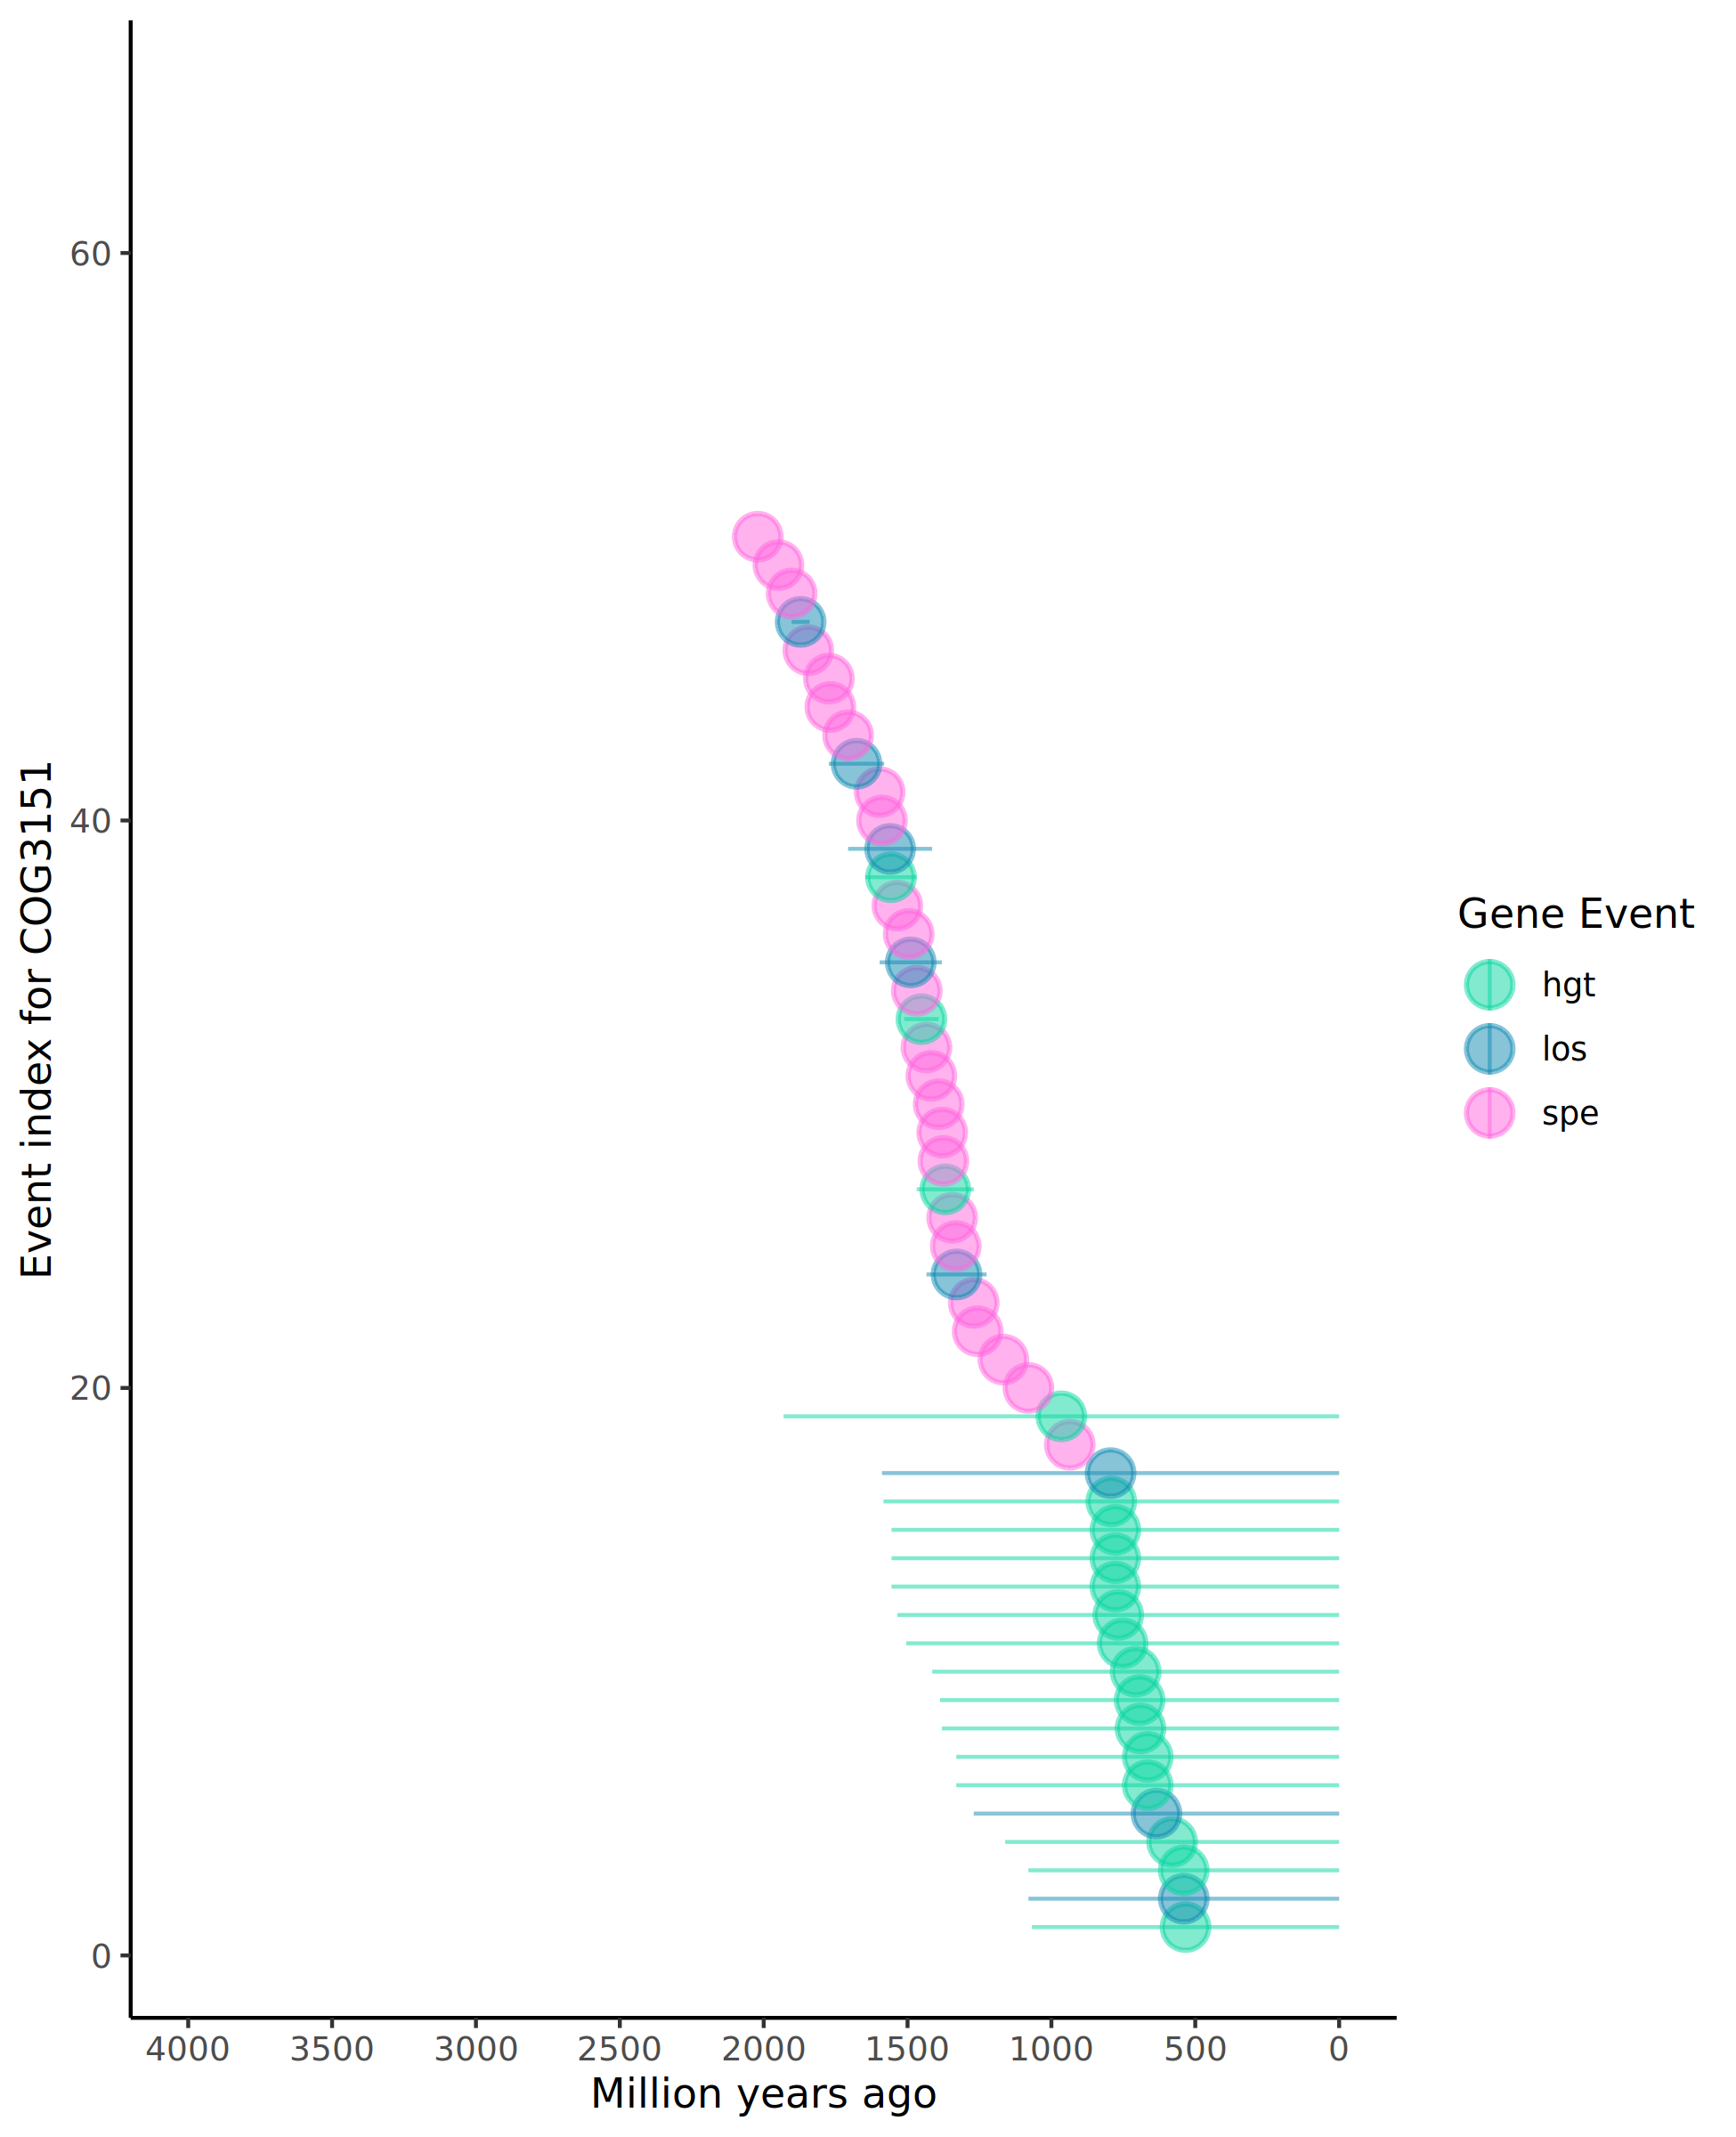 60
40
20
0
Event index for COG3151
4000 3500 3000 2500 2000 1500 1000 500 0
Million years ago
Gene Event
hgt
los
spe